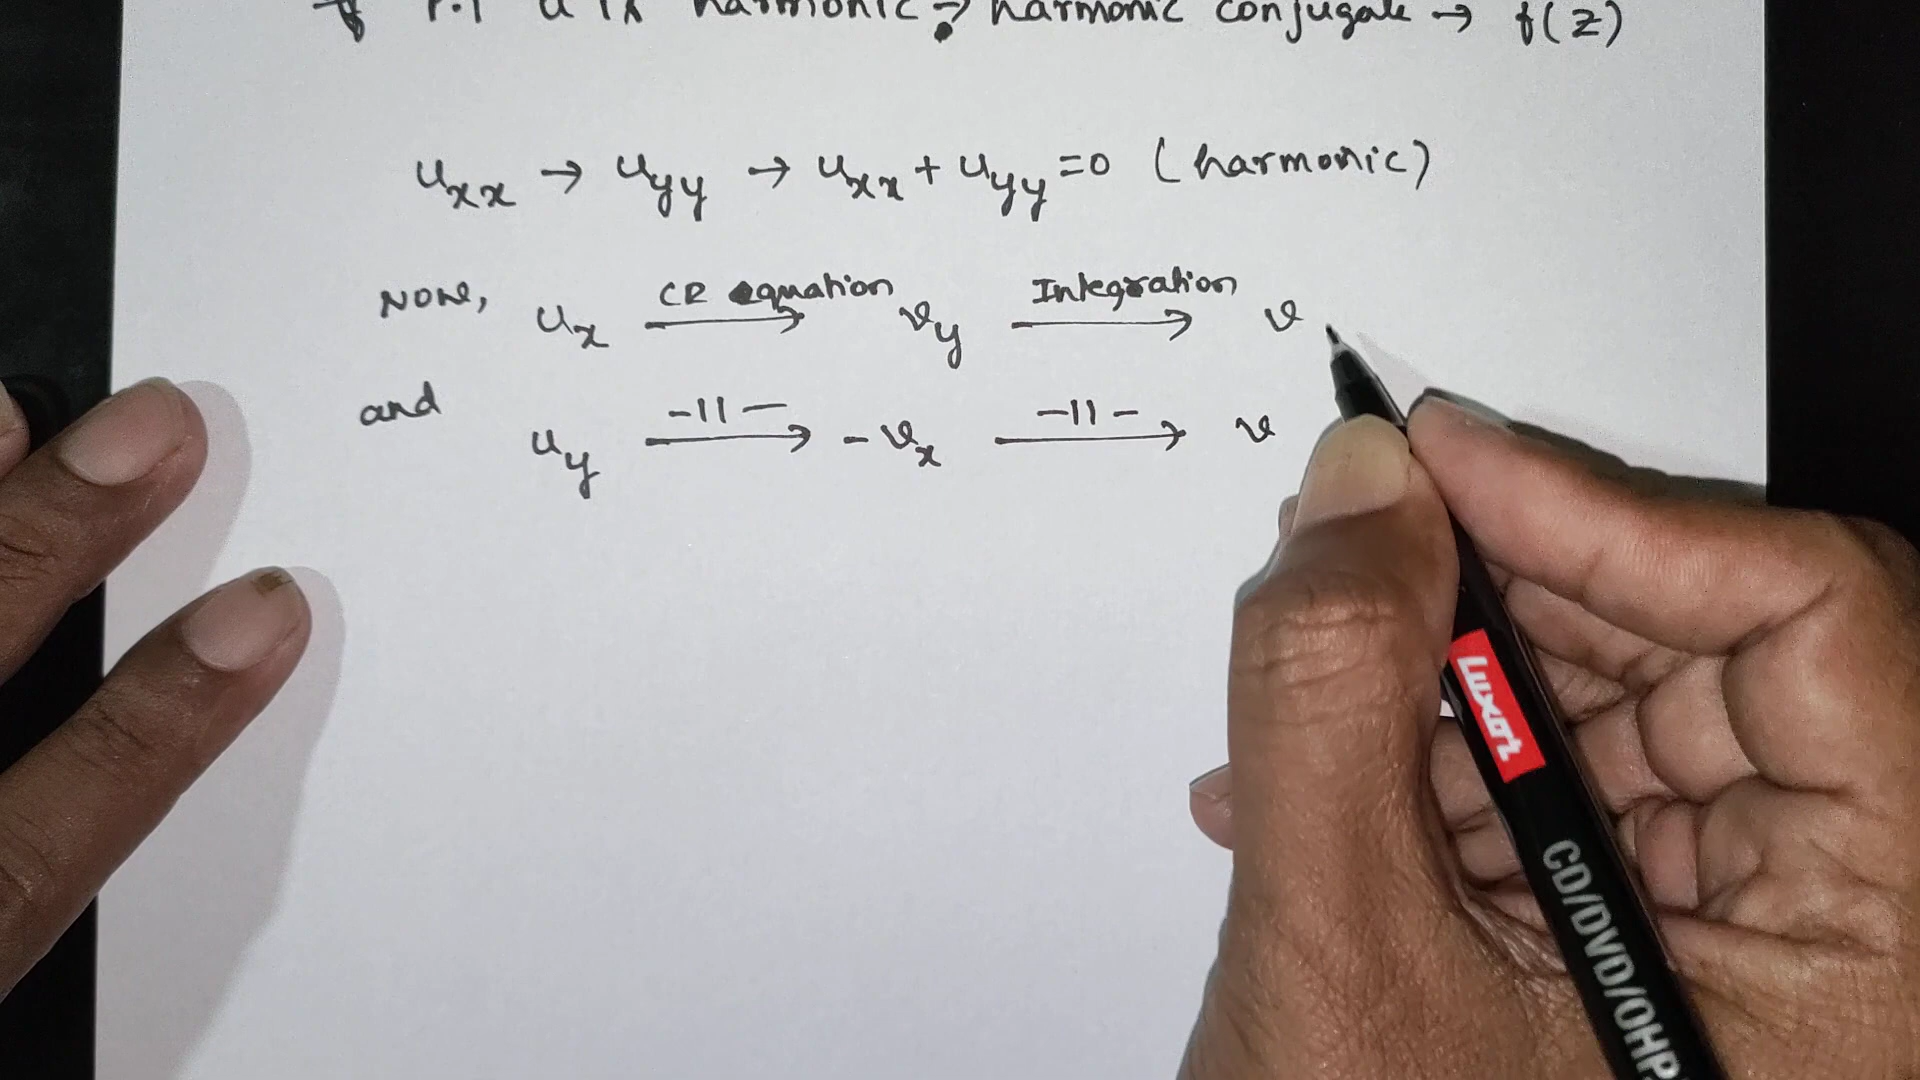 u is harmonic → harmonic conjugate → f(z)
uxx → uyy → uxx + uyy = 0 (harmonic)
Now, ux CR equation → vy Integration → v
and uy -11- → -vx -11- → v
Luxor
CD/DVD/OHP